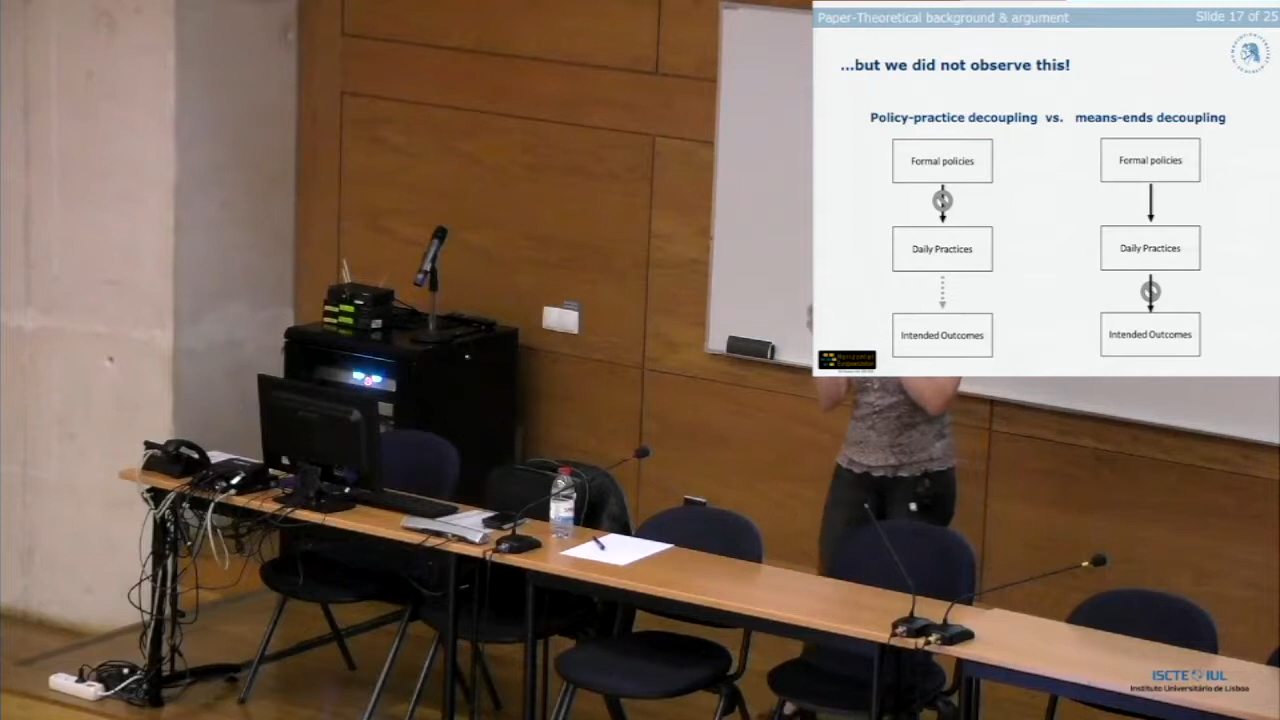 Paper-Theoretical background & argument
Slide 17 of 25
...but we did not observe this!
Policy-practice decoupling vs. means-ends decoupling
Formal policies
Formal policies
Daily Practices
Daily Practices
Intended Outcomes
Intended Outcomes
ISCTE IUL
Instituto Universitário de Lisboa